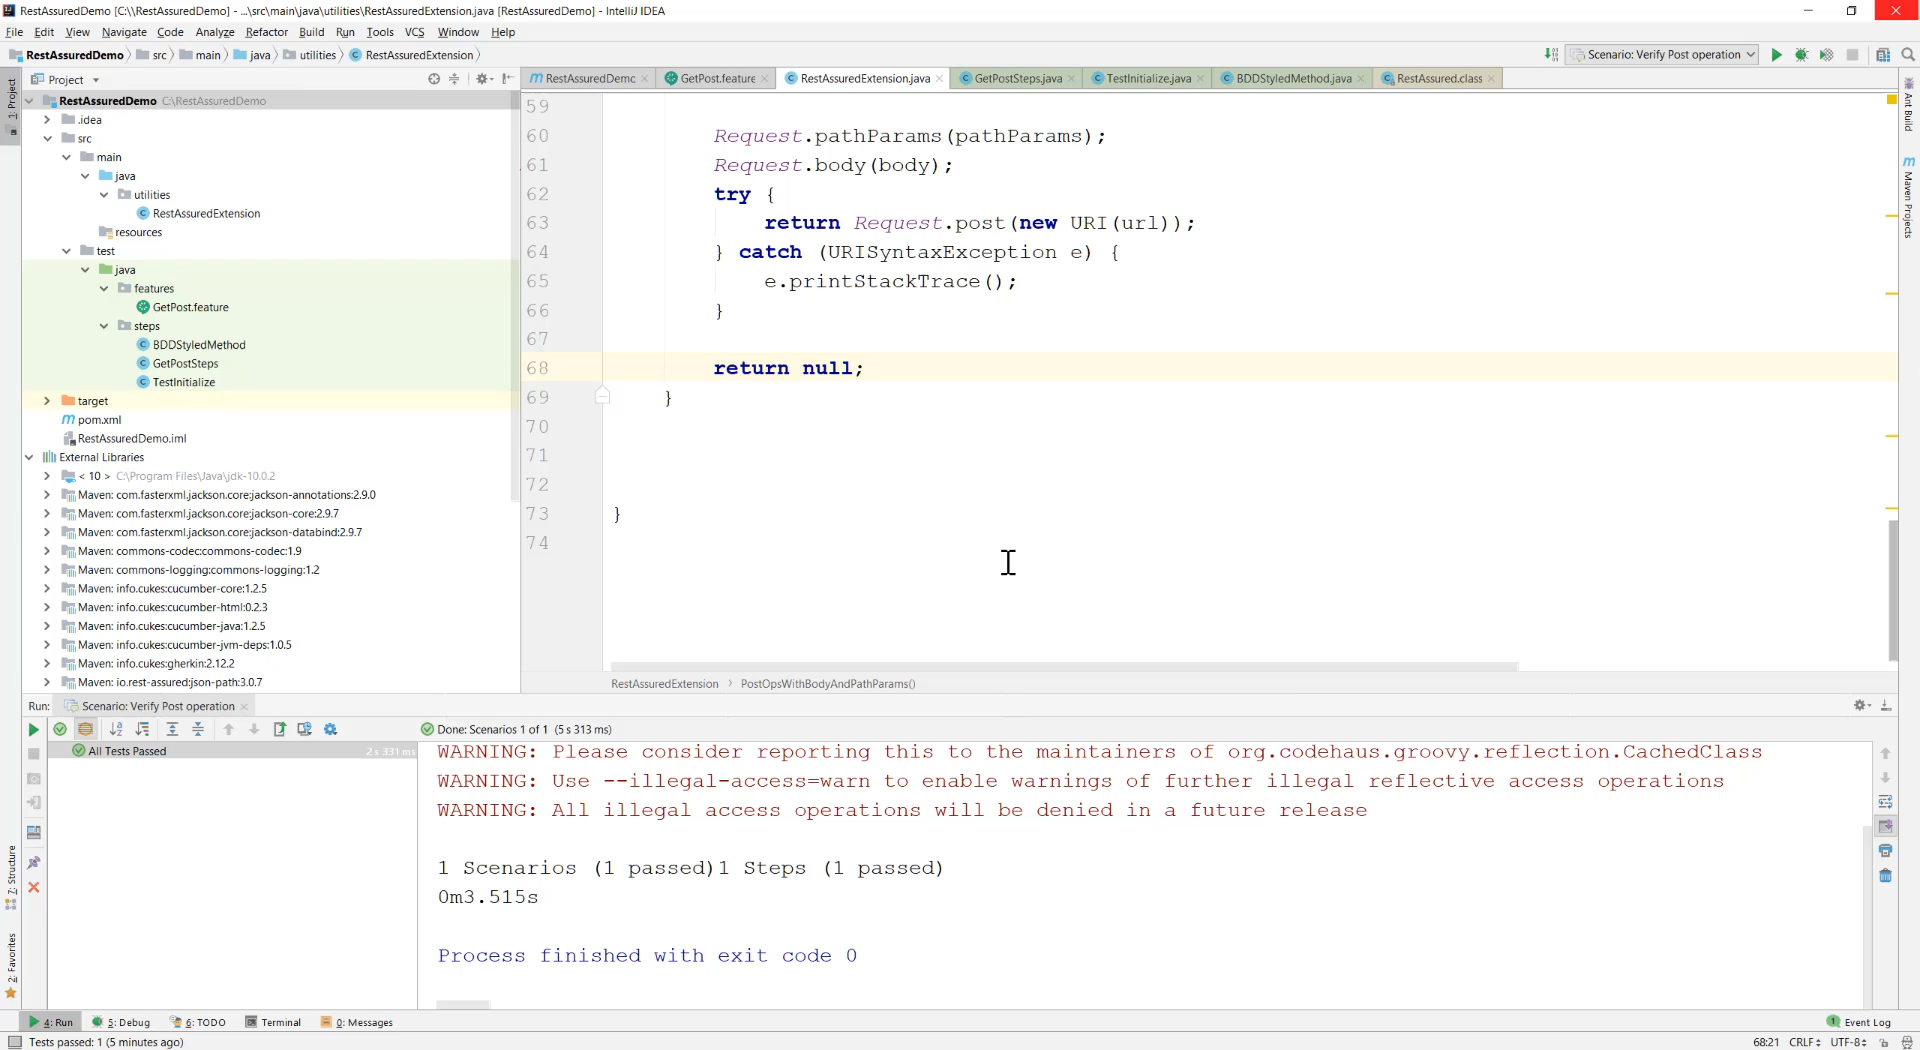 RestAssuredDemo [C:\\RestAssuredDemo] - ...\src\main\java\utilities\RestAssuredExtension.java [RestAssuredDemo] - IntelliJ IDEA
File Edit View Navigate Code Analyze Refactor Build Run Tools VCS Window Help
RestAssuredDemo src main java utilities RestAssuredExtension
Scenario: Verify Post operation
Project
RestAssuredDemo C:\RestAssuredDemo
.idea
src
main
java
utilities
RestAssuredExtension
resources
test
java
features
GetPost.feature
steps
BDDStyledMethod
GetPostSteps
TestInitialize
target
pom.xml
RestAssuredDemo.iml
External Libraries
< 10 > C:\Program Files\Java\jdk-10.0.2
Maven: com.fasterxml.jackson.core:jackson-annotations:2.9.0
Maven: com.fasterxml.jackson.core:jackson-core:2.9.7
Maven: com.fasterxml.jackson.core:jackson-databind:2.9.7
Maven: commons-codec:commons-codec:1.9
Maven: commons-logging:commons-logging:1.2
Maven: info.cukes:cucumber-core:1.2.5
Maven: info.cukes:cucumber-html:0.2.3
Maven: info.cukes:cucumber-java:1.2.5
Maven: info.cukes:cucumber-jvm-deps:1.0.5
Maven: info.cukes:gherkin:2.12.2
Maven: io.rest-assured:json-path:3.0.7
RestAssuredDemc GetPost.feature RestAssuredExtension.java GetPostSteps.java TestInitialize.java BDDStyledMethod.java RestAssured.class
59
60 Request.pathParams(pathParams);
61 Request.body(body);
62 try {
63 return Request.post(new URI(url));
64 } catch (URISyntaxException e) {
65 e.printStackTrace();
66 }
67
68 return null;
69 }
70
71
72
73 }
74
RestAssuredExtension PostOpsWithBodyAndPathParams()
1: Project
Z: Structure
2: Favorites
Ant Build
Maven Projects
Run: Scenario: Verify Post operation
Done: Scenarios 1 of 1 (5 s 313 ms)
All Tests Passed 2 s 331 ms
WARNING: Please consider reporting this to the maintainers of org.codehaus.groovy.reflection.CachedClass
WARNING: Use --illegal-access=warn to enable warnings of further illegal reflective access operations
WARNING: All illegal access operations will be denied in a future release
1 Scenarios (1 passed)1 Steps (1 passed)
0m3.515s
Process finished with exit code 0
4: Run 5: Debug 6: TODO Terminal 0: Messages
1 Event Log
Tests passed: 1 (5 minutes ago)
68:21 CRLF UTF-8